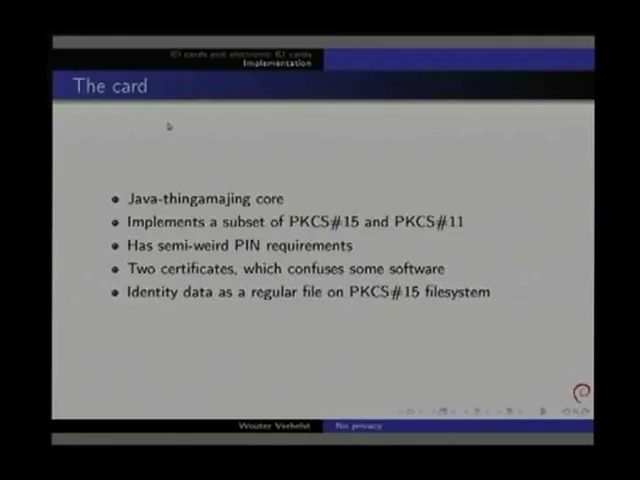 ID cards and electronic ID cards
Implementation
The card
Java-thingamajing core
Implements a subset of PKCS#15 and PKCS#11
Has semi-weird PIN requirements
Two certificates, which confuses some software
Identity data as a regular file on PKCS#15 filesystem
Wouter Verhelst
No privacy